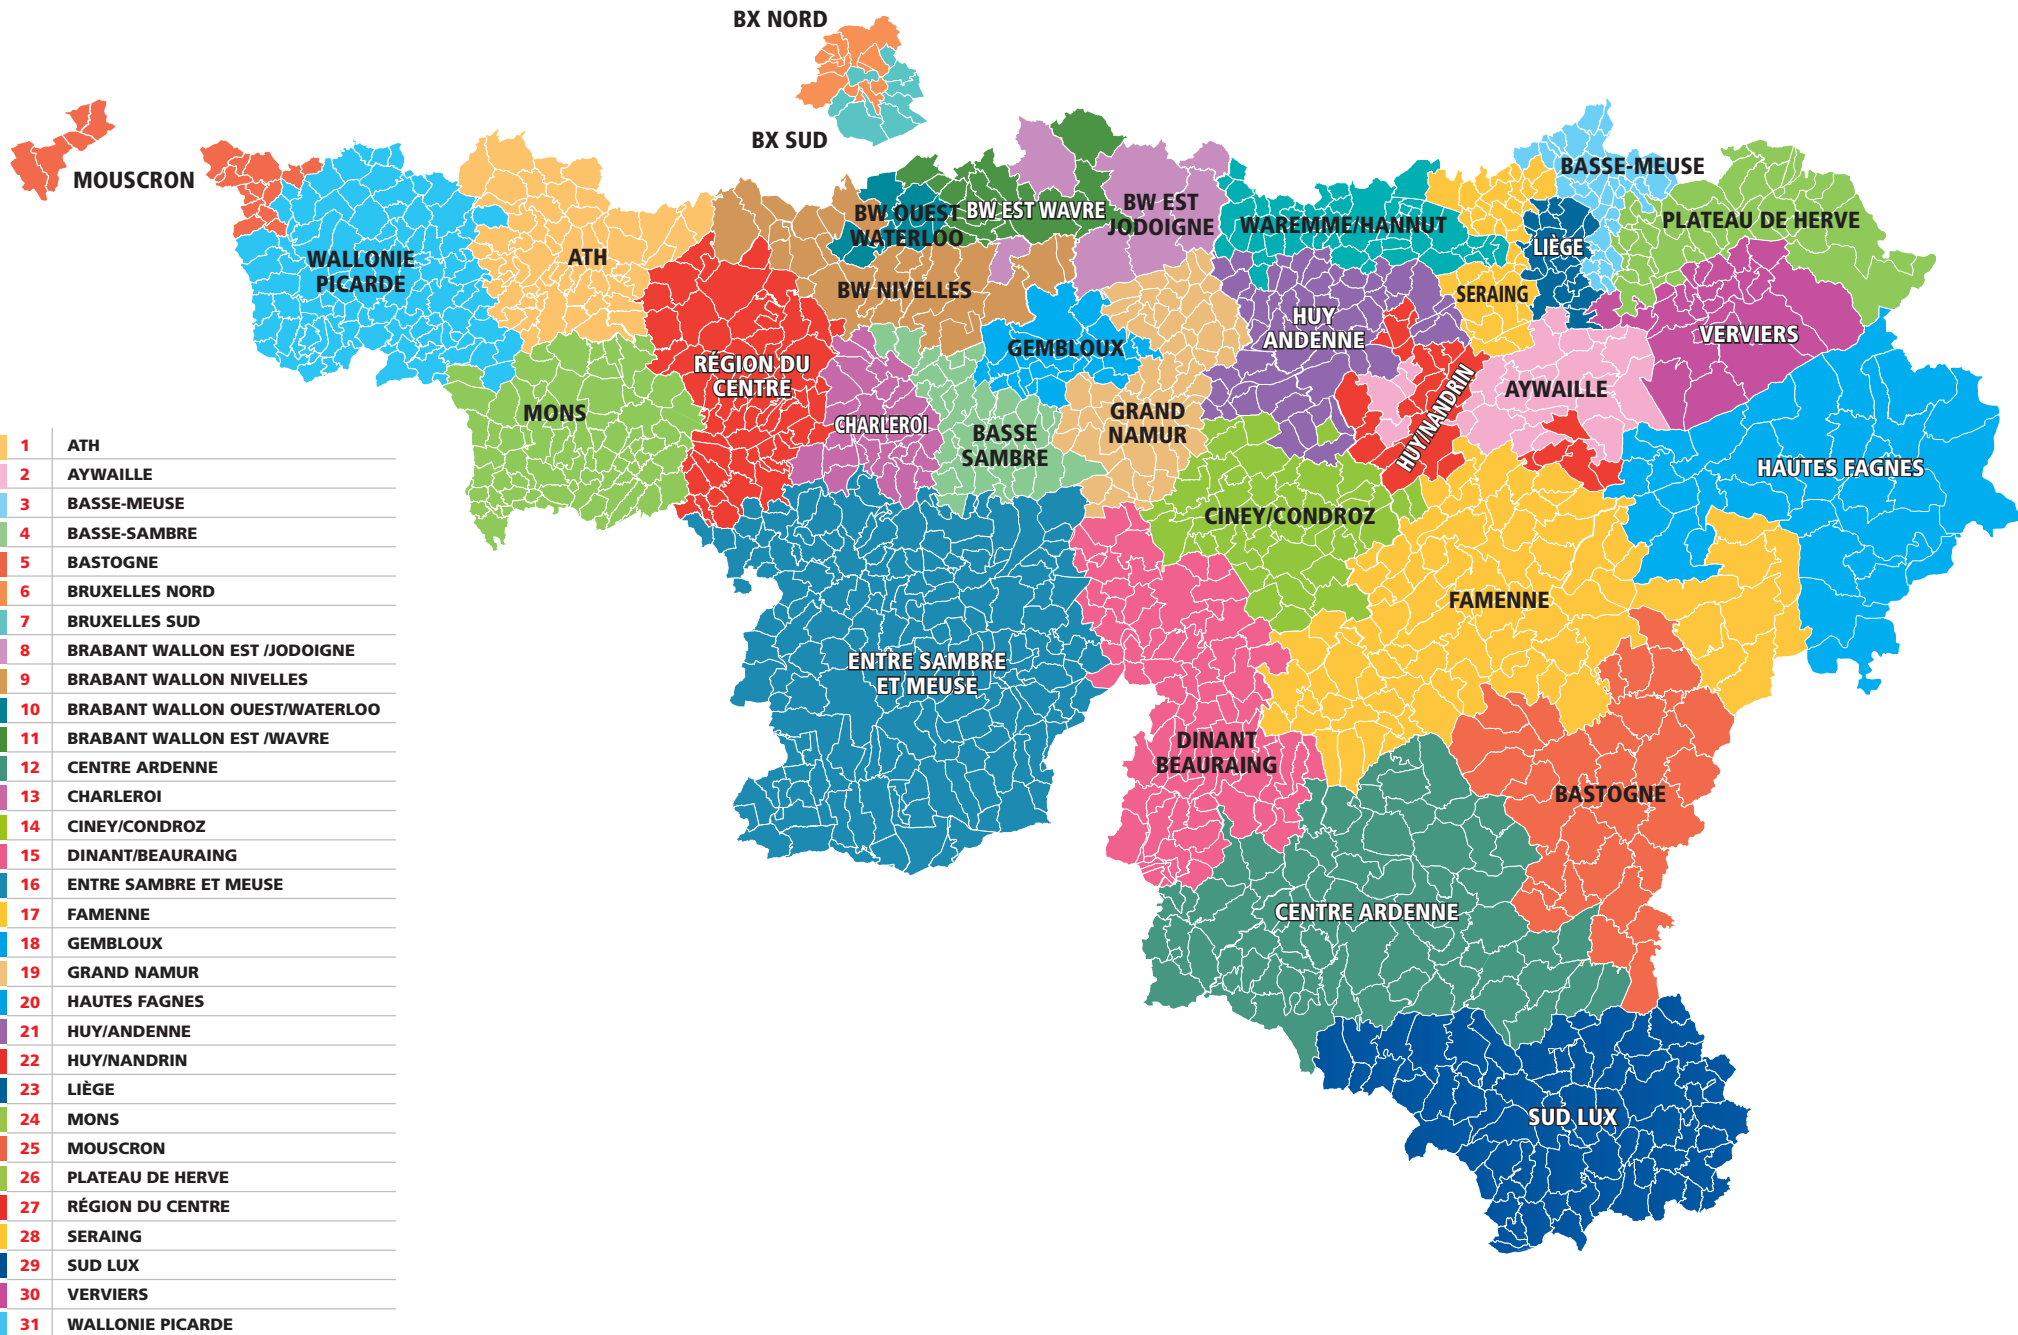 BX NORD
BX SUD
MOUSCRON
WALLONIE
PICARDE
ATH
BW OUEST
WATERLOO
BW EST WAVRE
BW EST
JODOIGNE
WAREMME/HANNUT
BASSE-MEUSE
PLATEAU DE HERVE
LIÈGE
BW NIVELLES
SERAING
HUY
ANDENNE
VERVIERS
GEMBLOUX
RÉGION DU
CENTRE
AYWAILLE
MONS
CHARLEROI
BASSE
SAMBRE
GRAND
NAMUR
HUY/NANDRIN
HAUTES FAGNES
CINEY/CONDROZ
FAMENNE
ENTRE SAMBRE
ET MEUSE
DINANT
BEAURAING
BASTOGNE
CENTRE ARDENNE
SUD LUX
1 ATH
2 AYWAILLE
3 BASSE-MEUSE
4 BASSE-SAMBRE
5 BASTOGNE
6 BRUXELLES NORD
7 BRUXELLES SUD
8 BRABANT WALLON EST /JODOIGNE
9 BRABANT WALLON NIVELLES
10 BRABANT WALLON OUEST/WATERLOO
11 BRABANT WALLON EST /WAVRE
12 CENTRE ARDENNE
13 CHARLEROI
14 CINEY/CONDROZ
15 DINANT/BEAURAING
16 ENTRE SAMBRE ET MEUSE
17 FAMENNE
18 GEMBLOUX
19 GRAND NAMUR
20 HAUTES FAGNES
21 HUY/ANDENNE
22 HUY/NANDRIN
23 LIÈGE
24 MONS
25 MOUSCRON
26 PLATEAU DE HERVE
27 RÉGION DU CENTRE
28 SERAING
29 SUD LUX
30 VERVIERS
31 WALLONIE PICARDE